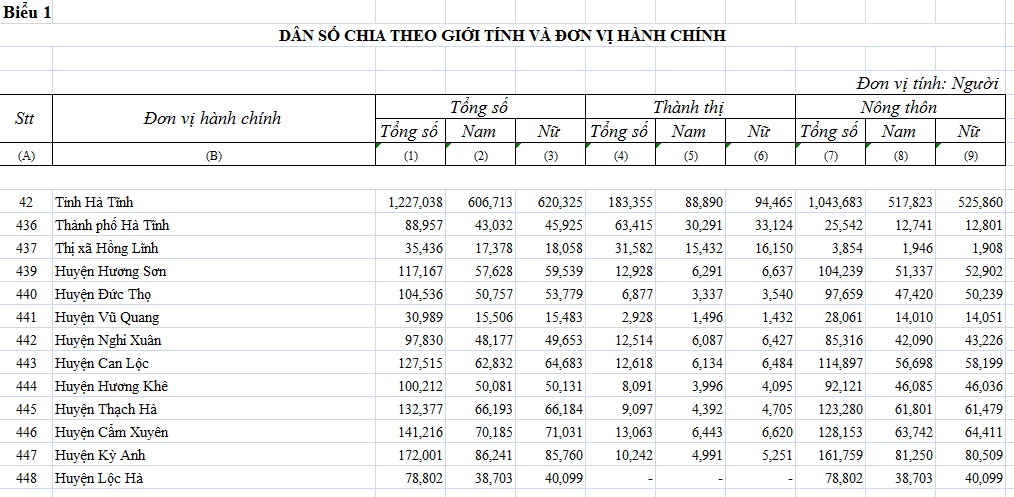 Biểu 1
DÂN SỐ CHIA THEO GIỚI TÍNH VÀ ĐƠN VỊ HÀNH CHÍNH
Đơn vị tính: Người
Stt Đơn vị hành chính Tổng số Thành thị Nông thôn
Tổng số Nam Nữ Tổng số Nam Nữ Tổng số Nam Nữ
(A) (B) (1) (2) (3) (4) (5) (6) (7) (8) (9)
42 Tỉnh Hà Tĩnh 1,227,038 606,713 620,325 183,355 88,890 94,465 1,043,683 517,823 525,860
436 Thành phố Hà Tĩnh 88,957 43,032 45,925 63,415 30,291 33,124 25,542 12,741 12,801
437 Thị xã Hồng Lĩnh 35,436 17,378 18,058 31,582 15,432 16,150 3,854 1,946 1,908
439 Huyện Hương Sơn 117,167 57,628 59,539 12,928 6,291 6,637 104,239 51,337 52,902
440 Huyện Đức Thọ 104,536 50,757 53,779 6,877 3,337 3,540 97,659 47,420 50,239
441 Huyện Vũ Quang 30,989 15,506 15,483 2,928 1,496 1,432 28,061 14,010 14,051
442 Huyện Nghi Xuân 97,830 48,177 49,653 12,514 6,087 6,427 85,316 42,090 43,226
443 Huyện Can Lộc 127,515 62,832 64,683 12,618 6,134 6,484 114,897 56,698 58,199
444 Huyện Hương Khê 100,212 50,081 50,131 8,091 3,996 4,095 92,121 46,085 46,036
445 Huyện Thạch Hà 132,377 66,193 66,184 9,097 4,392 4,705 123,280 61,801 61,479
446 Huyện Cẩm Xuyên 141,216 70,185 71,031 13,063 6,443 6,620 128,153 63,742 64,411
447 Huyện Kỳ Anh 172,001 86,241 85,760 10,242 4,991 5,251 161,759 81,250 80,509
448 Huyện Lộc Hà 78,802 38,703 40,099 - - - 78,802 38,703 40,099